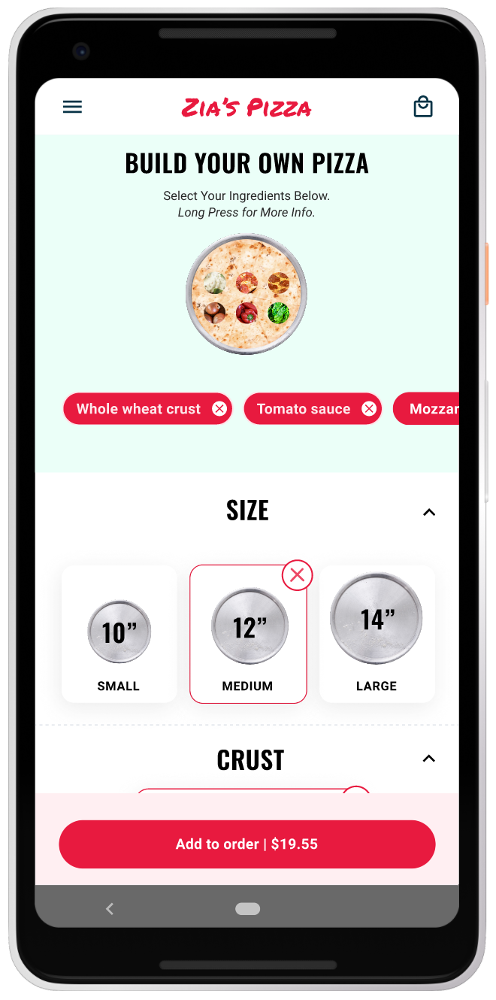 Zia's Pizza
BUILD YOUR OWN PIZZA
Select Your Ingredients Below.
Long Press for More Info.
Whole wheat crust
Tomato sauce
Mozzar
SIZE
10”
12”
14”
SMALL
MEDIUM
LARGE
CRUST
Add to order | $19.55